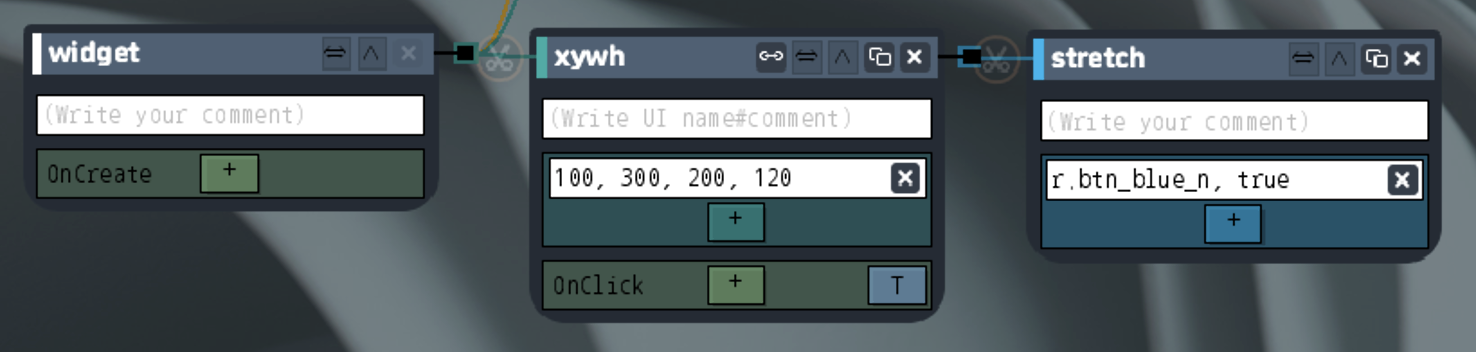 widget
(Write your comment)
OnCreate +
xywh
(Write UI name#comment)
100, 300, 200, 120
+
OnClick + T
stretch
(Write your comment)
r.btn_blue_n, true
+